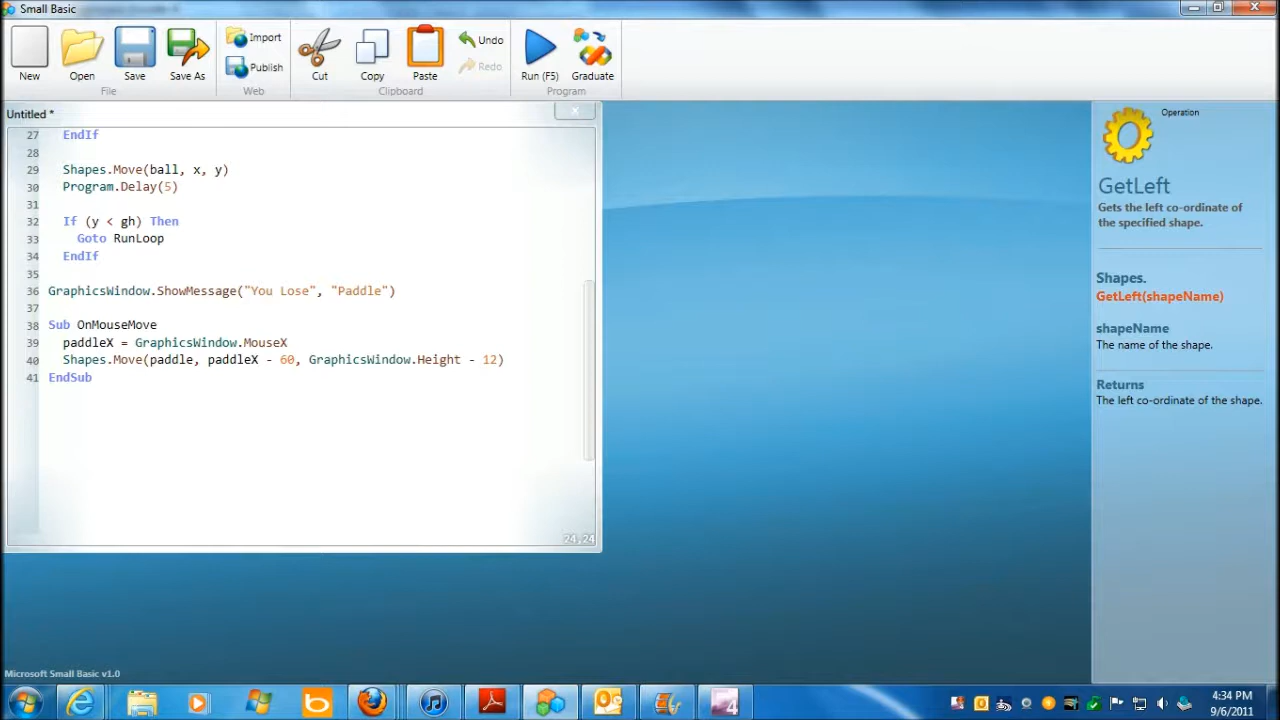 Small Basic
New
Open
Save
Save As
Import
Publish
Cut
Copy
Paste
Undo
Redo
Run (F5)
Graduate
File
Web
Clipboard
Program
Untitled *
27 EndIf
28
29 Shapes.Move(ball, x, y)
30 Program.Delay(5)
31
32 If (y < gh) Then
33 Goto RunLoop
34 EndIf
35
36 GraphicsWindow.ShowMessage("You Lose", "Paddle")
37
38 Sub OnMouseMove
39 paddleX = GraphicsWindow.MouseX
40 Shapes.Move(paddle, paddleX - 60, GraphicsWindow.Height - 12)
41 EndSub
24,24
Operation
GetLeft
Gets the left co-ordinate of
the specified shape.
Shapes.
GetLeft(shapeName)
shapeName
The name of the shape.
Returns
The left co-ordinate of the shape.
Microsoft Small Basic v1.0
4:34 PM
9/6/2011